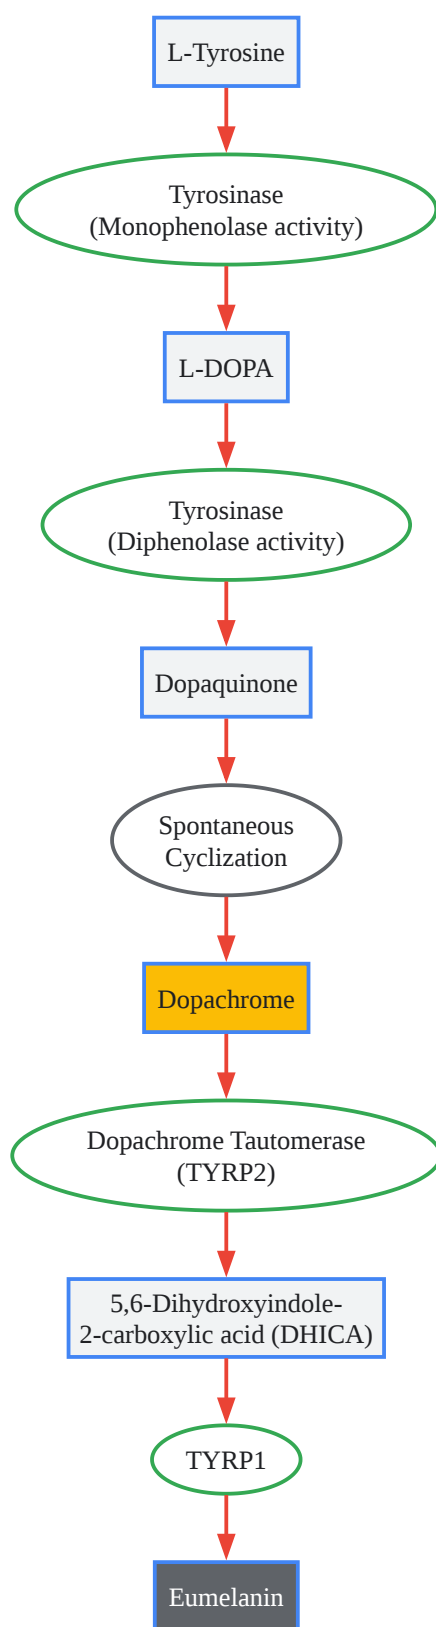 L-Tyrosine
Tyrosinase
(Monophenolase activity)
L-DOPA
Tyrosinase
(Diphenolase activity)
Dopaquinone
Spontaneous
Cyclization
Dopachrome
Dopachrome Tautomerase
(TYRP2)
5,6-Dihydroxyindole-
2-carboxylic acid (DHICA)
TYRP1
Eumelanin